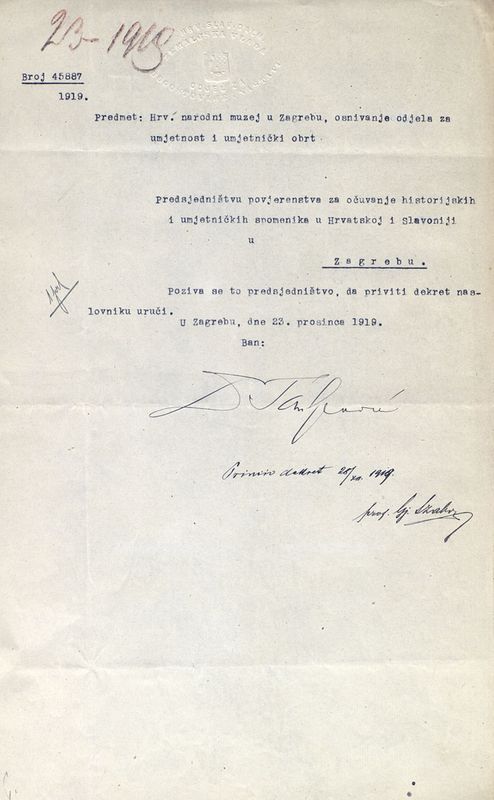 23-1919
Broj 45887
1919.
Predmet: Hrv. narodni muzej u Zagrebu, osnivanje odjela za
umjetnost i umjetnički obrt
Predsjedništvu povjerenstva za očuvanje historijskih
i umjetničkih spomenika u Hrvatskoj i Slavoniji
u
Zagrebu.
Poziva se to predsjedništvo, da priviti dekret nas-
lovniku uruči.
U Zagrebu, dne 23. prosinca 1919.
Ban:
Primio dekret 28/XII. 1919.
prof. Gj. Szabo